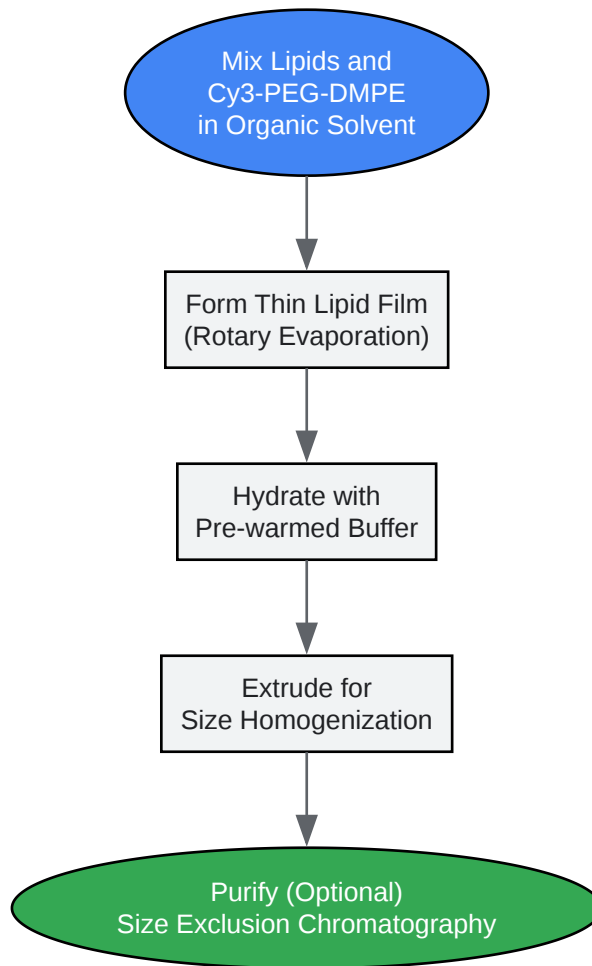 Mix Lipids and
Cy3-PEG-DMPE
in Organic Solvent
Form Thin Lipid Film
(Rotary Evaporation)
Hydrate with
Pre-warmed Buffer
Extrude for
Size Homogenization
Purify (Optional)
Size Exclusion Chromatography